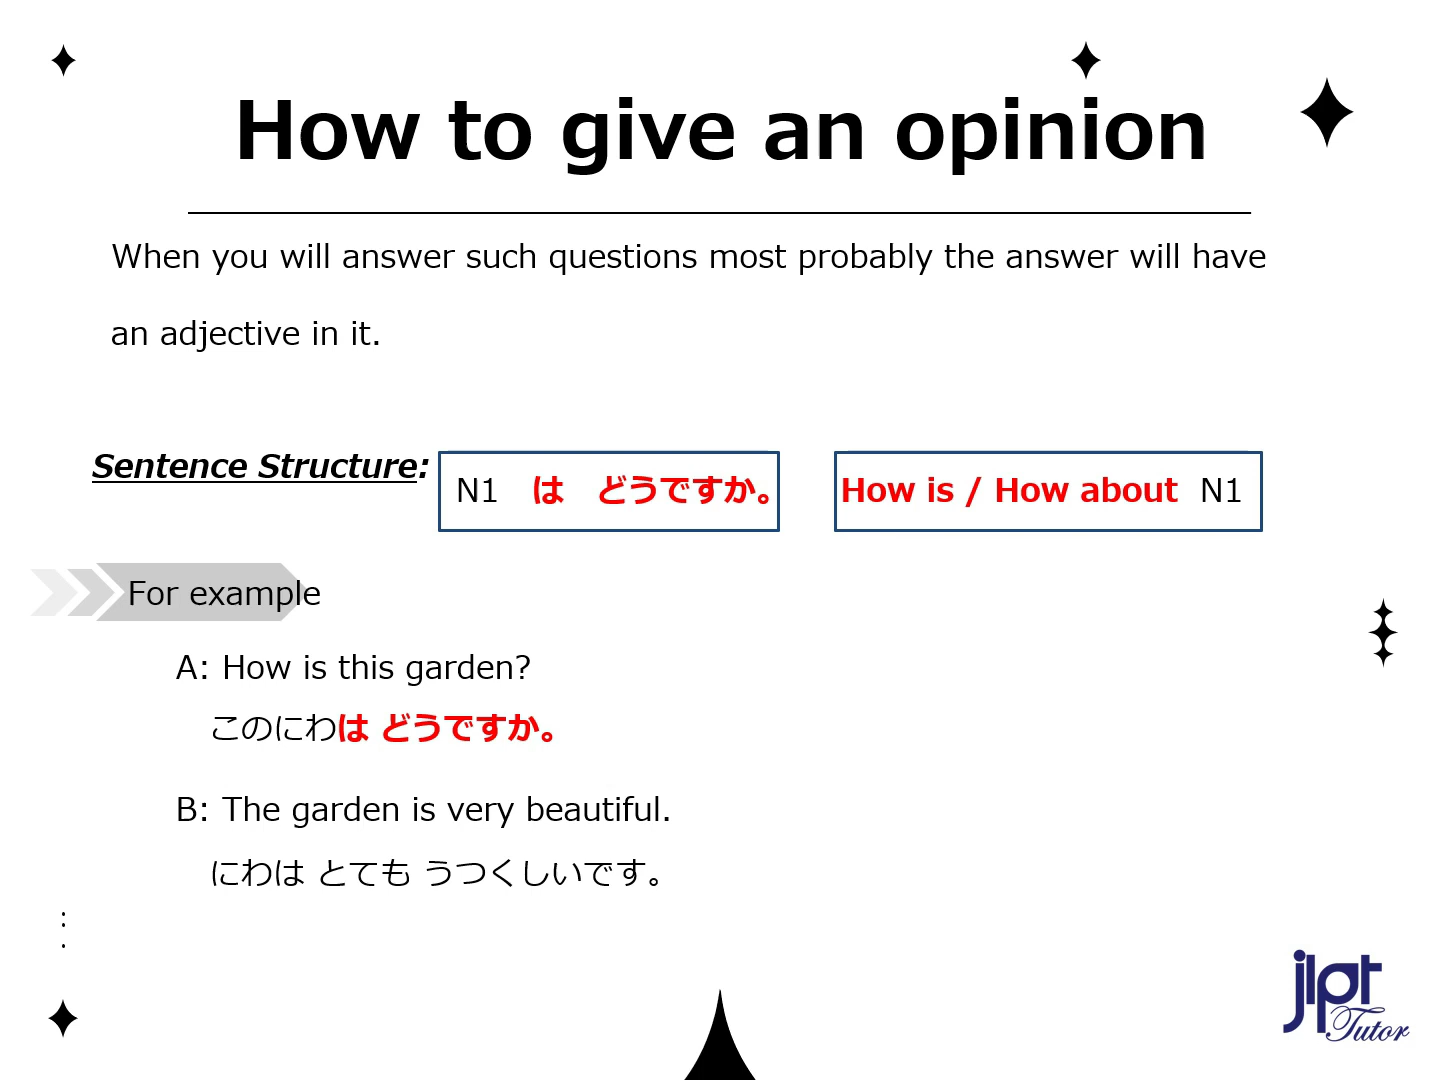 How to give an opinion
When you will answer such questions most probably the answer will have
an adjective in it.
Sentence Structure:
N1 は どうですか。
How is / How about N1
For example
A: How is this garden?
このにわは どうですか。
B: The garden is very beautiful.
にわは とても うつくしいです。
jlpt
Tutor